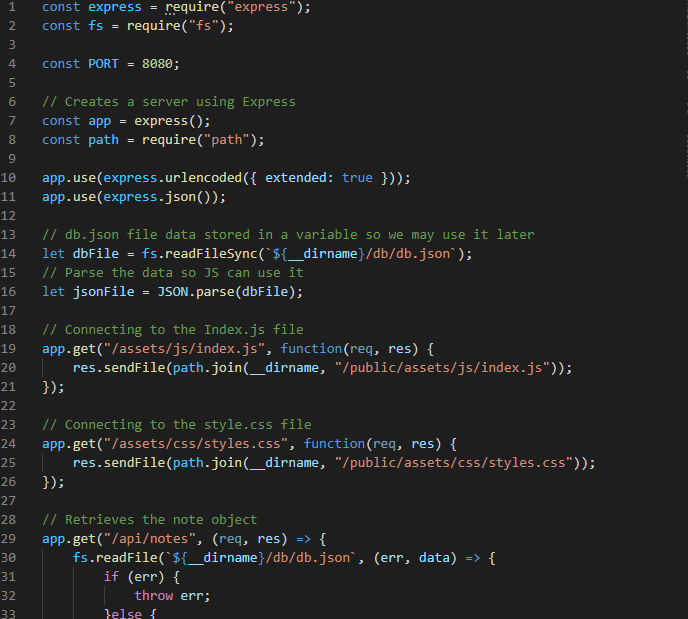 1 const express = require("express");
2 const fs = require("fs");
3
4 const PORT = 8080;
5
6 // Creates a server using Express
7 const app = express();
8 const path = require("path");
9
10 app.use(express.urlencoded({ extended: true }));
11 app.use(express.json());
12
13 // db.json file data stored in a variable so we may use it later
14 let dbFile = fs.readFileSync(`${__dirname}/db/db.json`);
15 // Parse the data so JS can use it
16 let jsonFile = JSON.parse(dbFile);
17
18 // Connecting to the Index.js file
19 app.get("/assets/js/index.js", function(req, res) {
20     res.sendFile(path.join(__dirname, "/public/assets/js/index.js"));
21 });
22
23 // Connecting to the style.css file
24 app.get("/assets/css/styles.css", function(req, res) {
25     res.sendFile(path.join(__dirname, "/public/assets/css/styles.css"));
26 });
27
28 // Retrieves the note object
29 app.get("/api/notes", (req, res) => {
30     fs.readFile(`${__dirname}/db/db.json`, (err, data) => {
31         if (err) {
32             throw err;
33         }else {